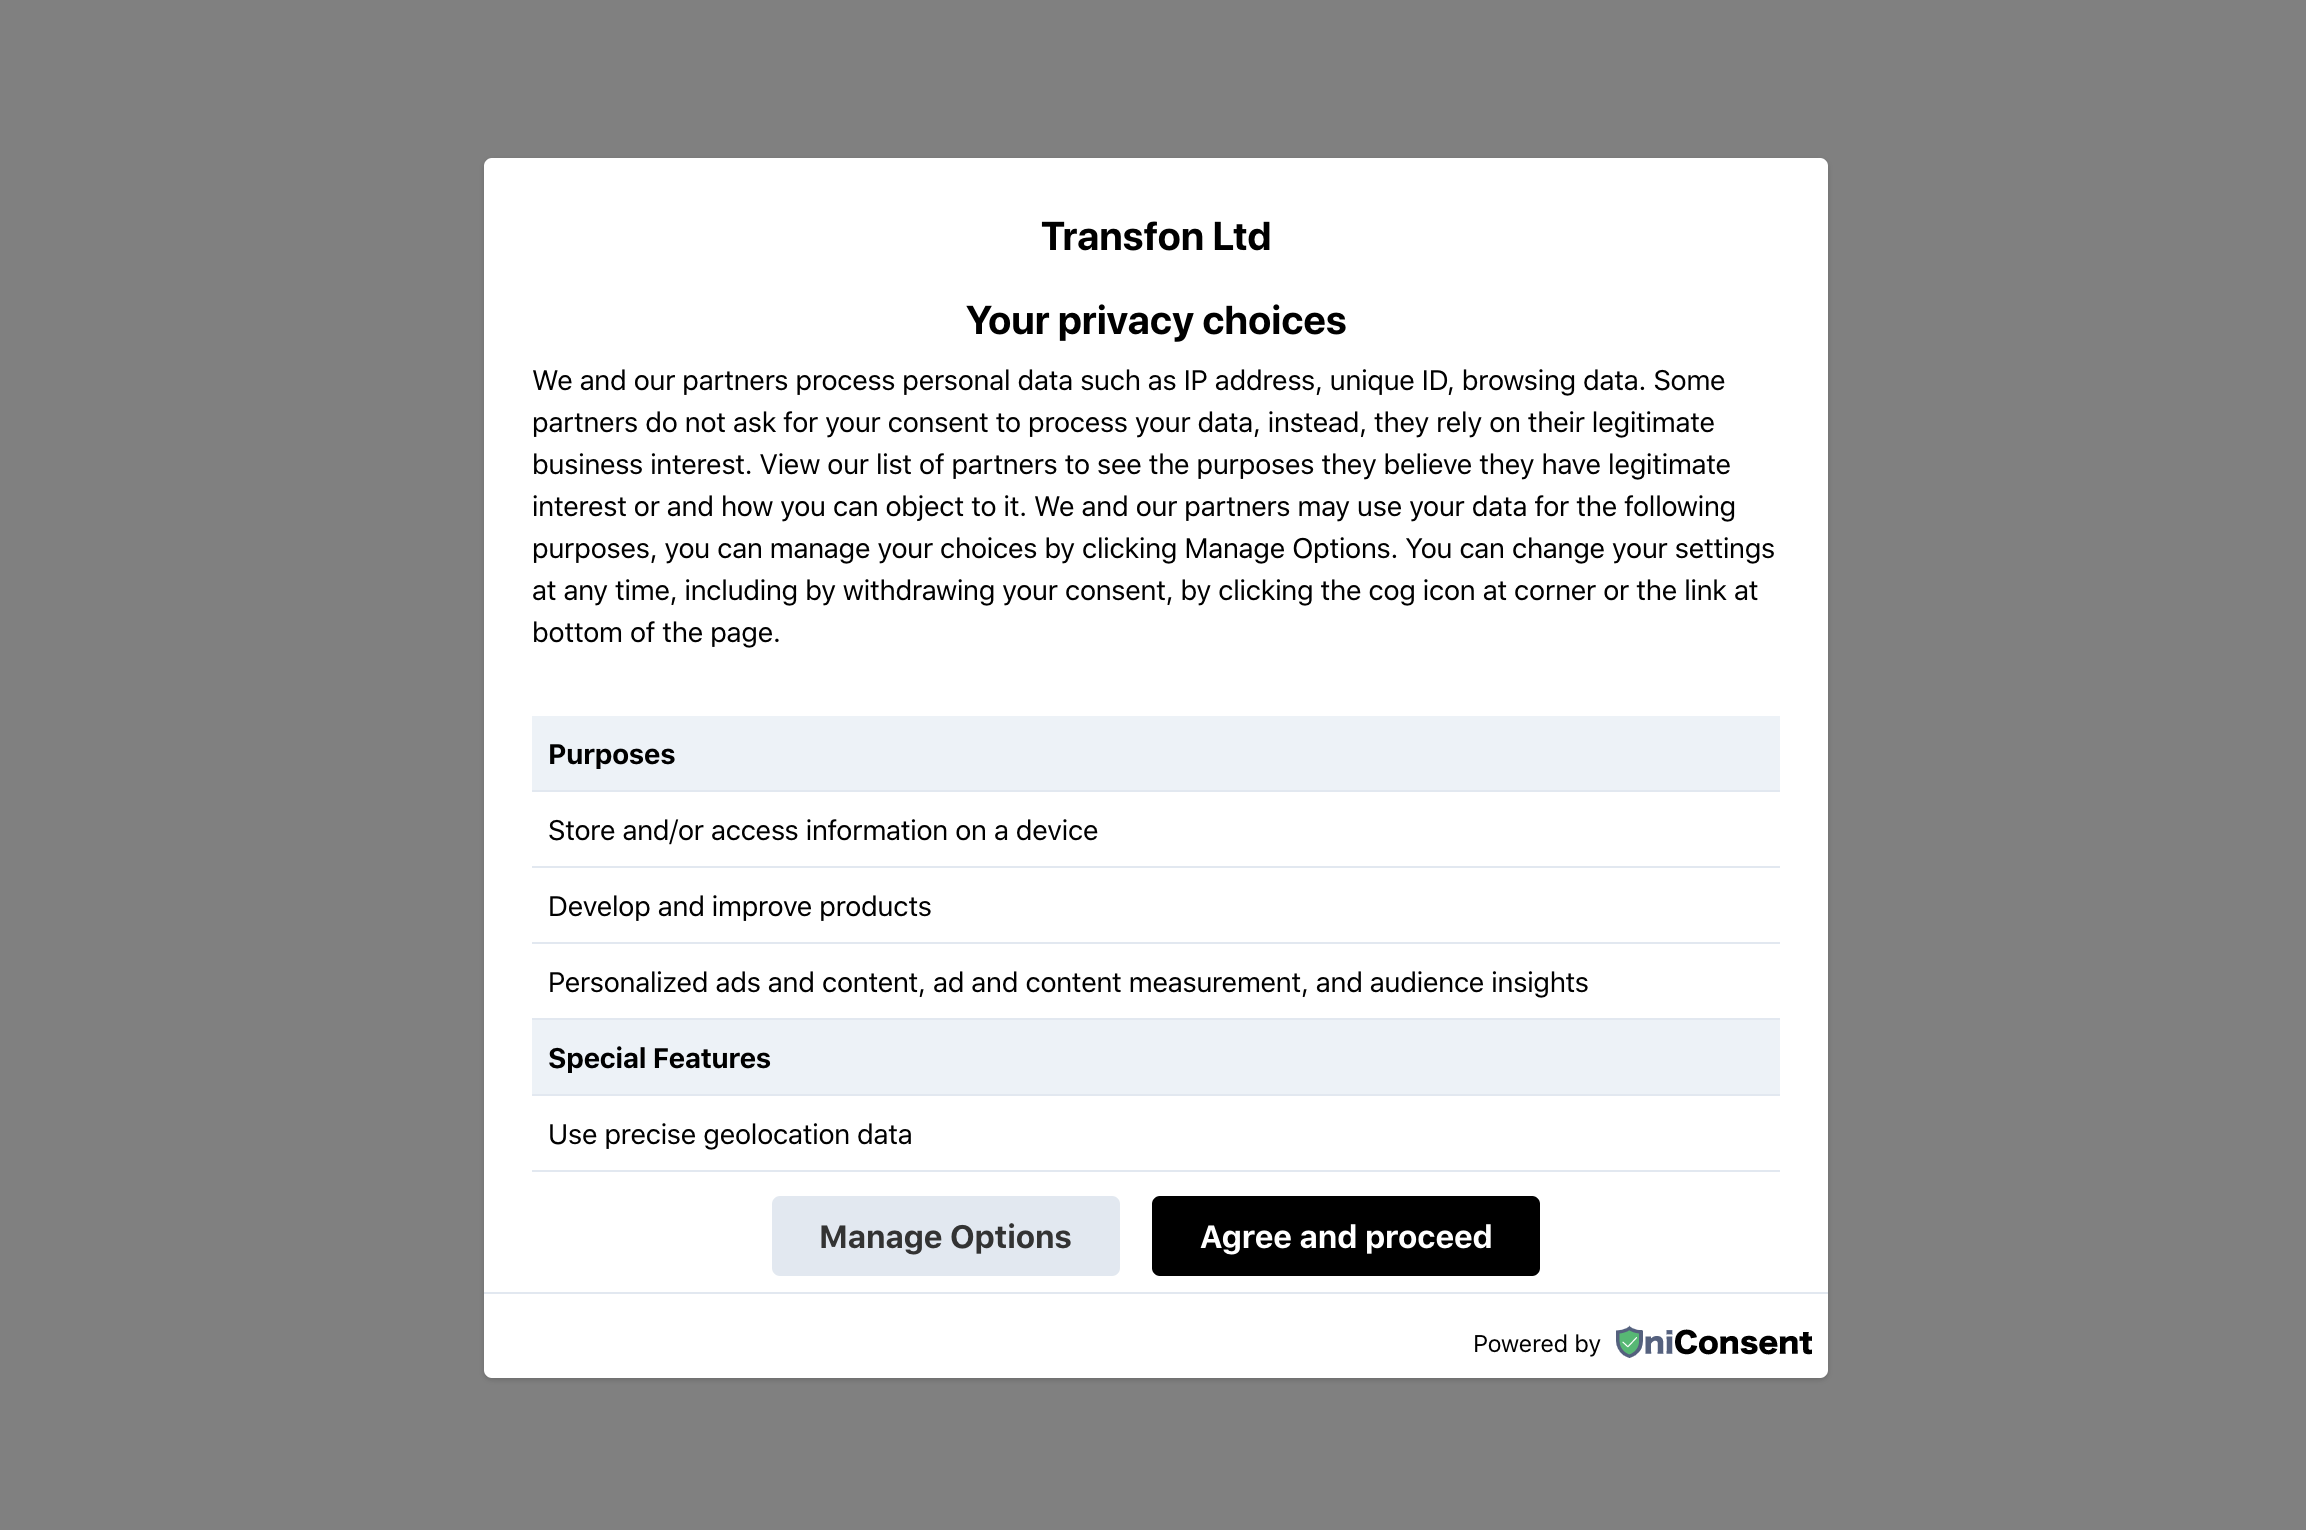 Transfon Ltd
Your privacy choices
We and our partners process personal data such as IP address, unique ID, browsing data. Some
partners do not ask for your consent to process your data, instead, they rely on their legitimate
business interest. View our list of partners to see the purposes they believe they have legitimate
interest or and how you can object to it. We and our partners may use your data for the following
purposes, you can manage your choices by clicking Manage Options. You can change your settings
at any time, including by withdrawing your consent, by clicking the cog icon at corner or the link at
bottom of the page.
Purposes
Store and/or access information on a device
Develop and improve products
Personalized ads and content, ad and content measurement, and audience insights
Special Features
Use precise geolocation data
Manage Options Agree and proceed
Powered by UniConsent